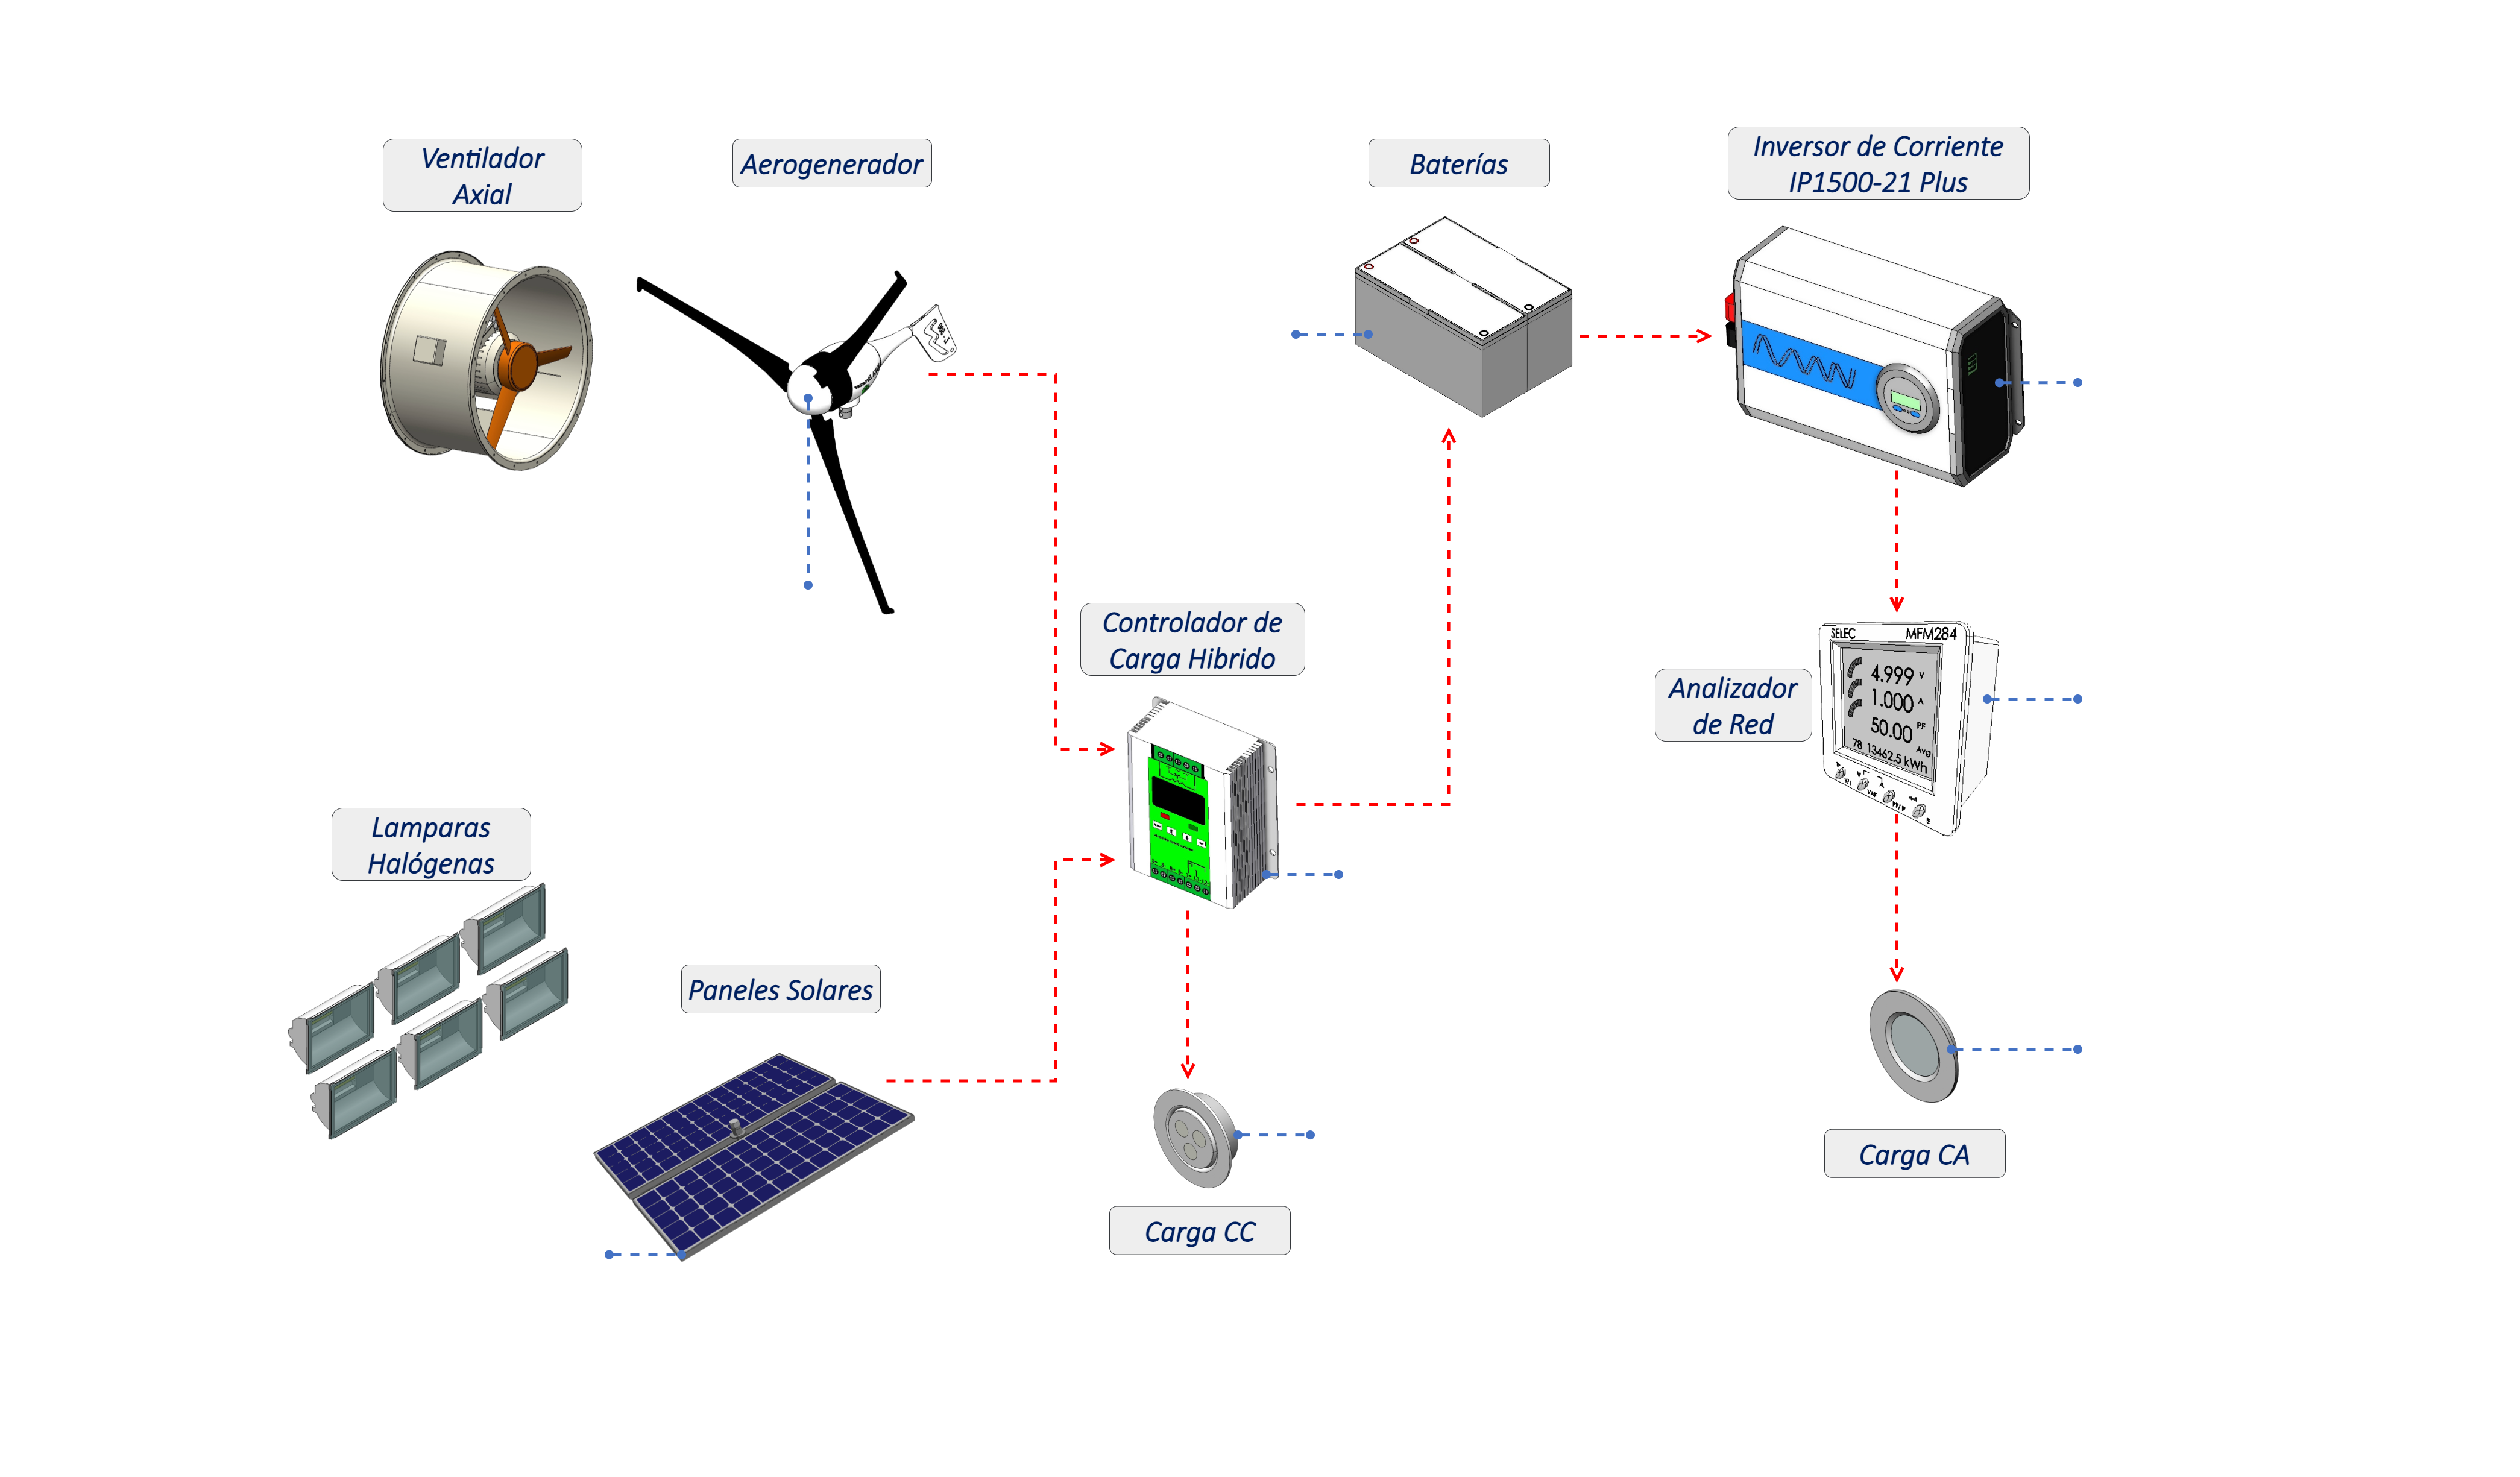 Ventilador
Axial
Aerogenerador
Baterías
Inversor de Corriente
IP1500-21 Plus
Controlador de
Carga Hibrido
SELEC MFM284
4.999 V
1.000 A
50.00 PF
Avg
78 13462.5 kWh
Analizador
de Red
Lamparas
Halógenas
Paneles Solares
Carga CC
Carga CA